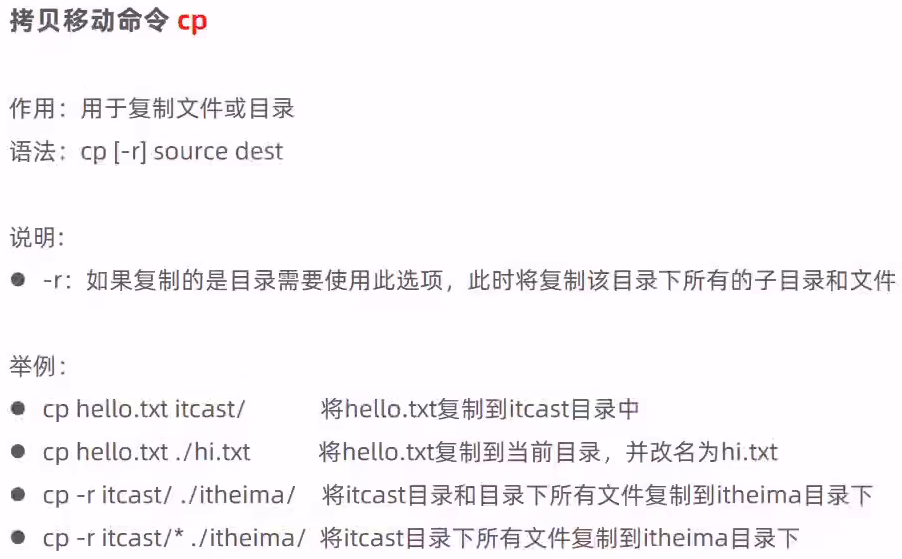 拷贝移动命令 cp
作用：用于复制文件或目录
语法：cp [-r] source dest
说明：
● -r：如果复制的是目录需要使用此选项，此时将复制该目录下所有的子目录和文件
举例：
● cp hello.txt itcast/ 将hello.txt复制到itcast目录中
● cp hello.txt ./hi.txt 将hello.txt复制到当前目录，并改名为hi.txt
● cp -r itcast/ ./itheima/ 将itcast目录和目录下所有文件复制到itheima目录下
● cp -r itcast/* ./itheima/ 将itcast目录下所有文件复制到itheima目录下